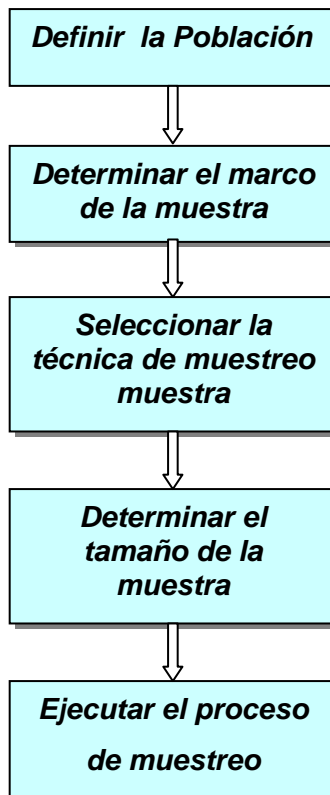 Definir la Población
Determinar el marco
de la muestra
Seleccionar la
técnica de muestreo
muestra
Determinar el
tamaño de la
muestra
Ejecutar el proceso
de muestreo